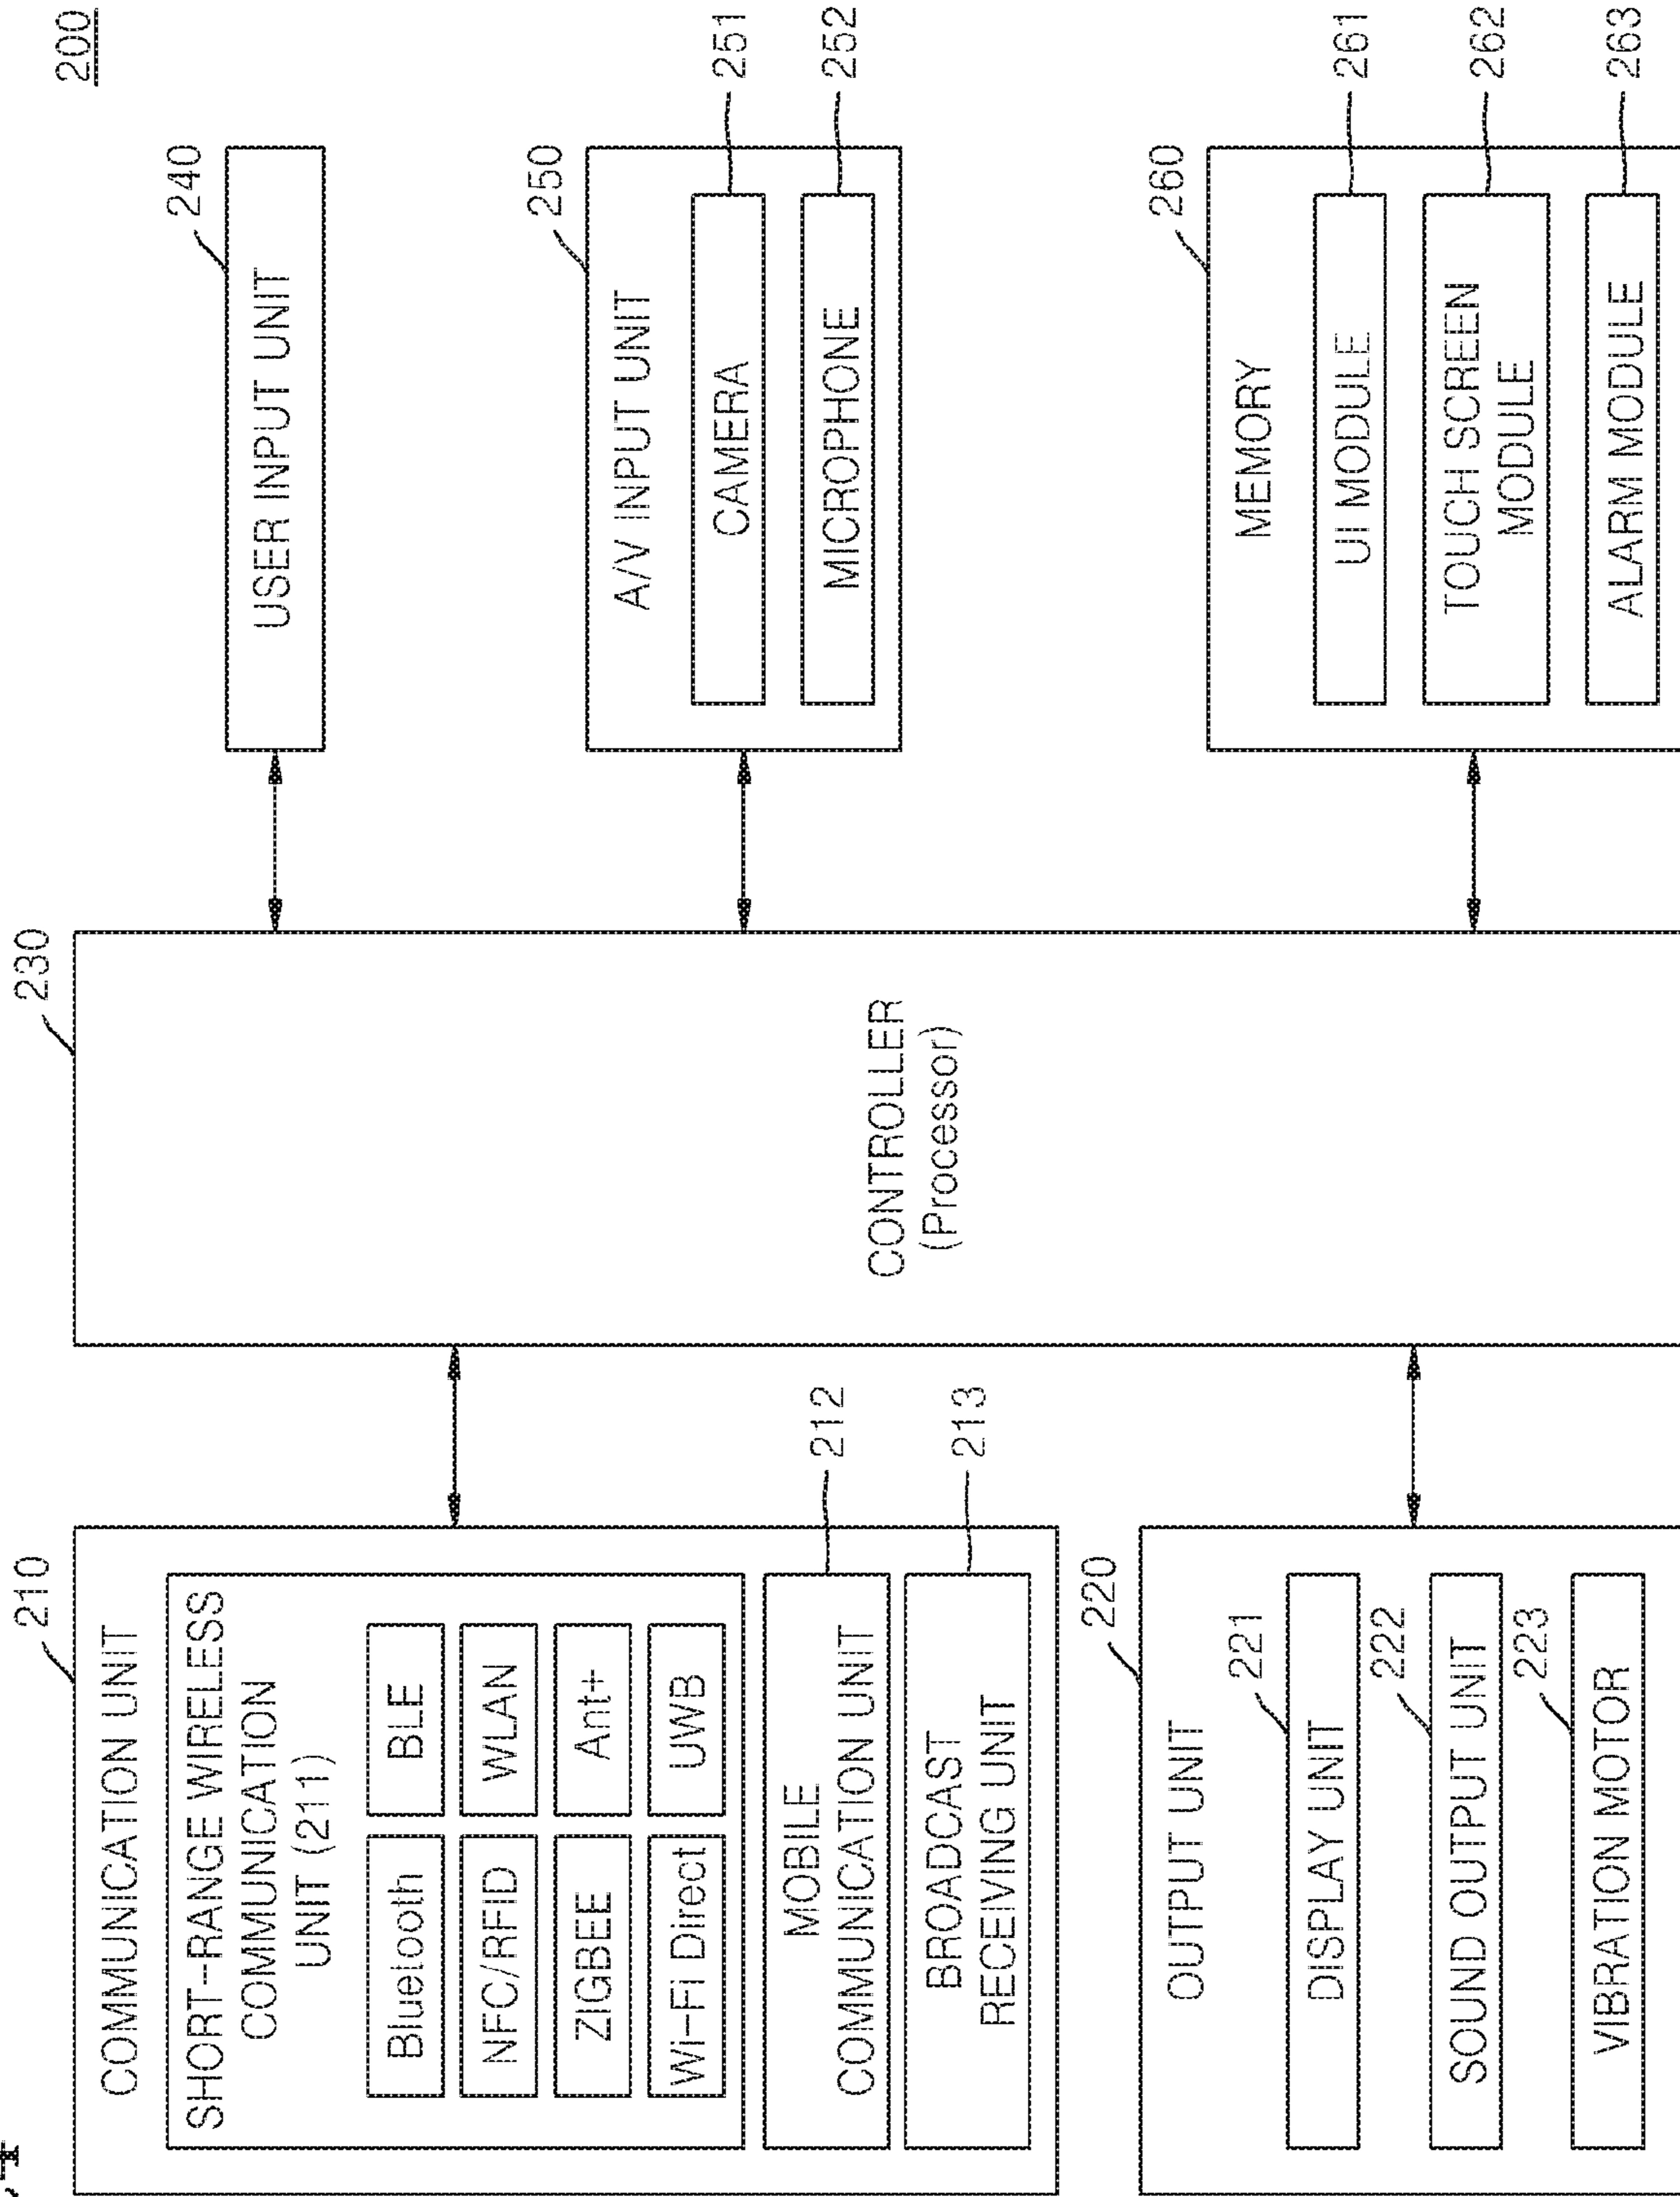 200
210
COMMUNICATION UNIT
SHORT-RANGE WIRELESS
COMMUNICATION
UNIT (211)
Bluetooth
BLE
NFC/RFID
WLAN
ZIGBEE
Ant+
Wi-Fi Direct
UWB
MOBILE
COMMUNICATION UNIT
212
BROADCAST
RECEIVING UNIT
213
220
OUTPUT UNIT
221
DISPLAY UNIT
222
SOUND OUTPUT UNIT
223
VIBRATION MOTOR
230
CONTROLLER
(Processor)
240
USER INPUT UNIT
250
A/V INPUT UNIT
CAMERA
251
MICROPHONE
252
260
MEMORY
UI MODULE
261
TOUCH SCREEN
MODULE
262
ALARM MODULE
263